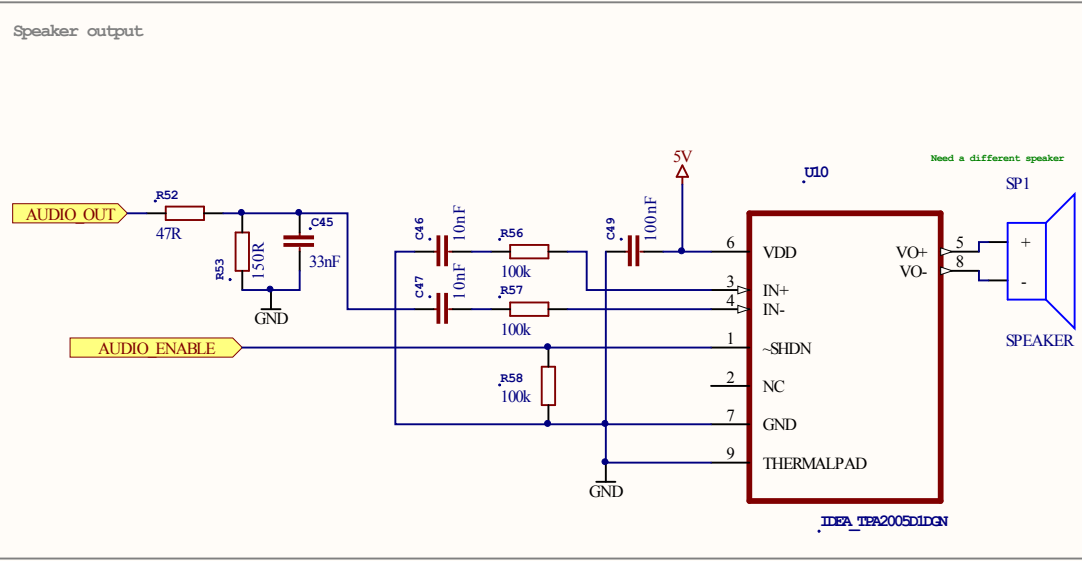 Speaker output
AUDIO_OUT
R52
47R
R53
150R
C45
33nF
GND
C46
10nF
C47
10nF
R56
100k
R57
100k
C49
100nF
5V
AUDIO_ENABLE
R58
100k
GND
U10
6 VDD
3 IN+
4 IN-
1 ~SHDN
2 NC
7 GND
9 THERMALPAD
VO+ 5
VO- 8
IDEA_TPA2005D1DGN
Need a different speaker
SP1
+
-
SPEAKER